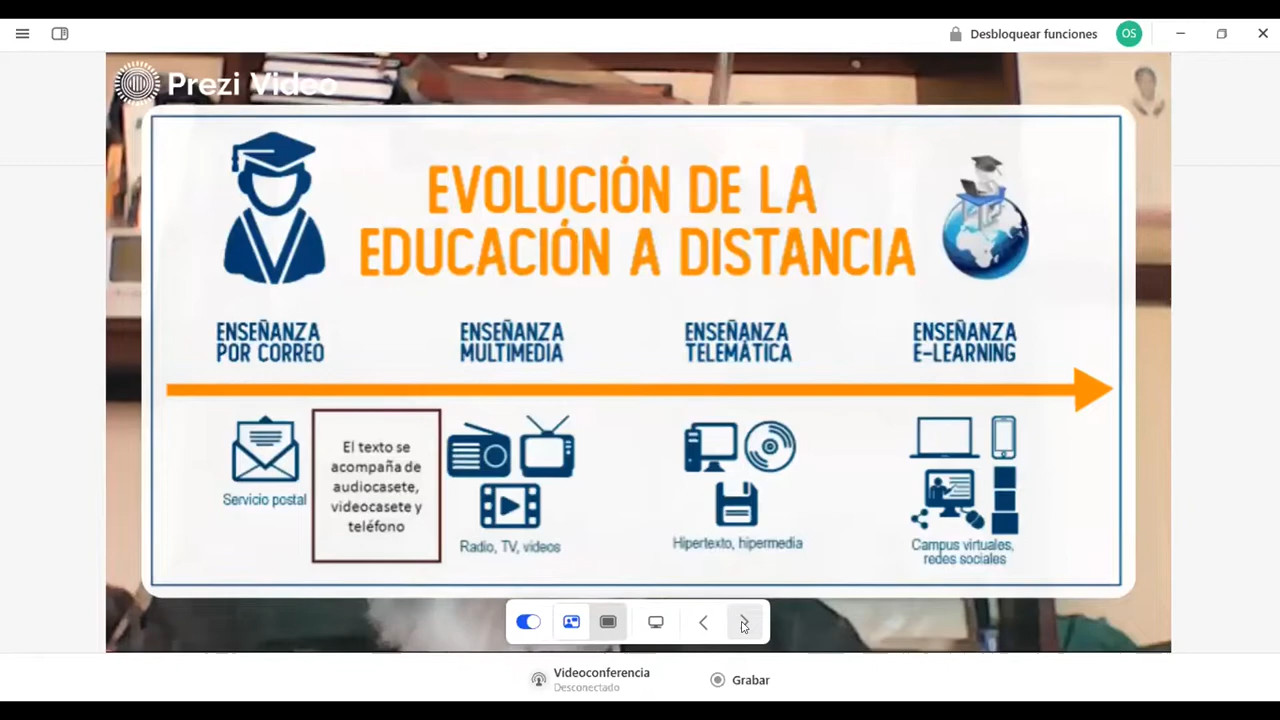 Desbloquear funciones
OS
Prezi Video
EVOLUCIÓN DE LA
EDUCACIÓN A DISTANCIA
ENSEÑANZA
POR CORREO
ENSEÑANZA
MULTIMEDIA
ENSEÑANZA
TELEMÁTICA
ENSEÑANZA
E-LEARNING
Servicio postal
El texto se
acompaña de
audiocasete,
videocasete y
teléfono
Radio, TV, videos
Hipertexto, hipermedia
Campus virtuales,
redes sociales
Videoconferencia
Desconectado
Grabar